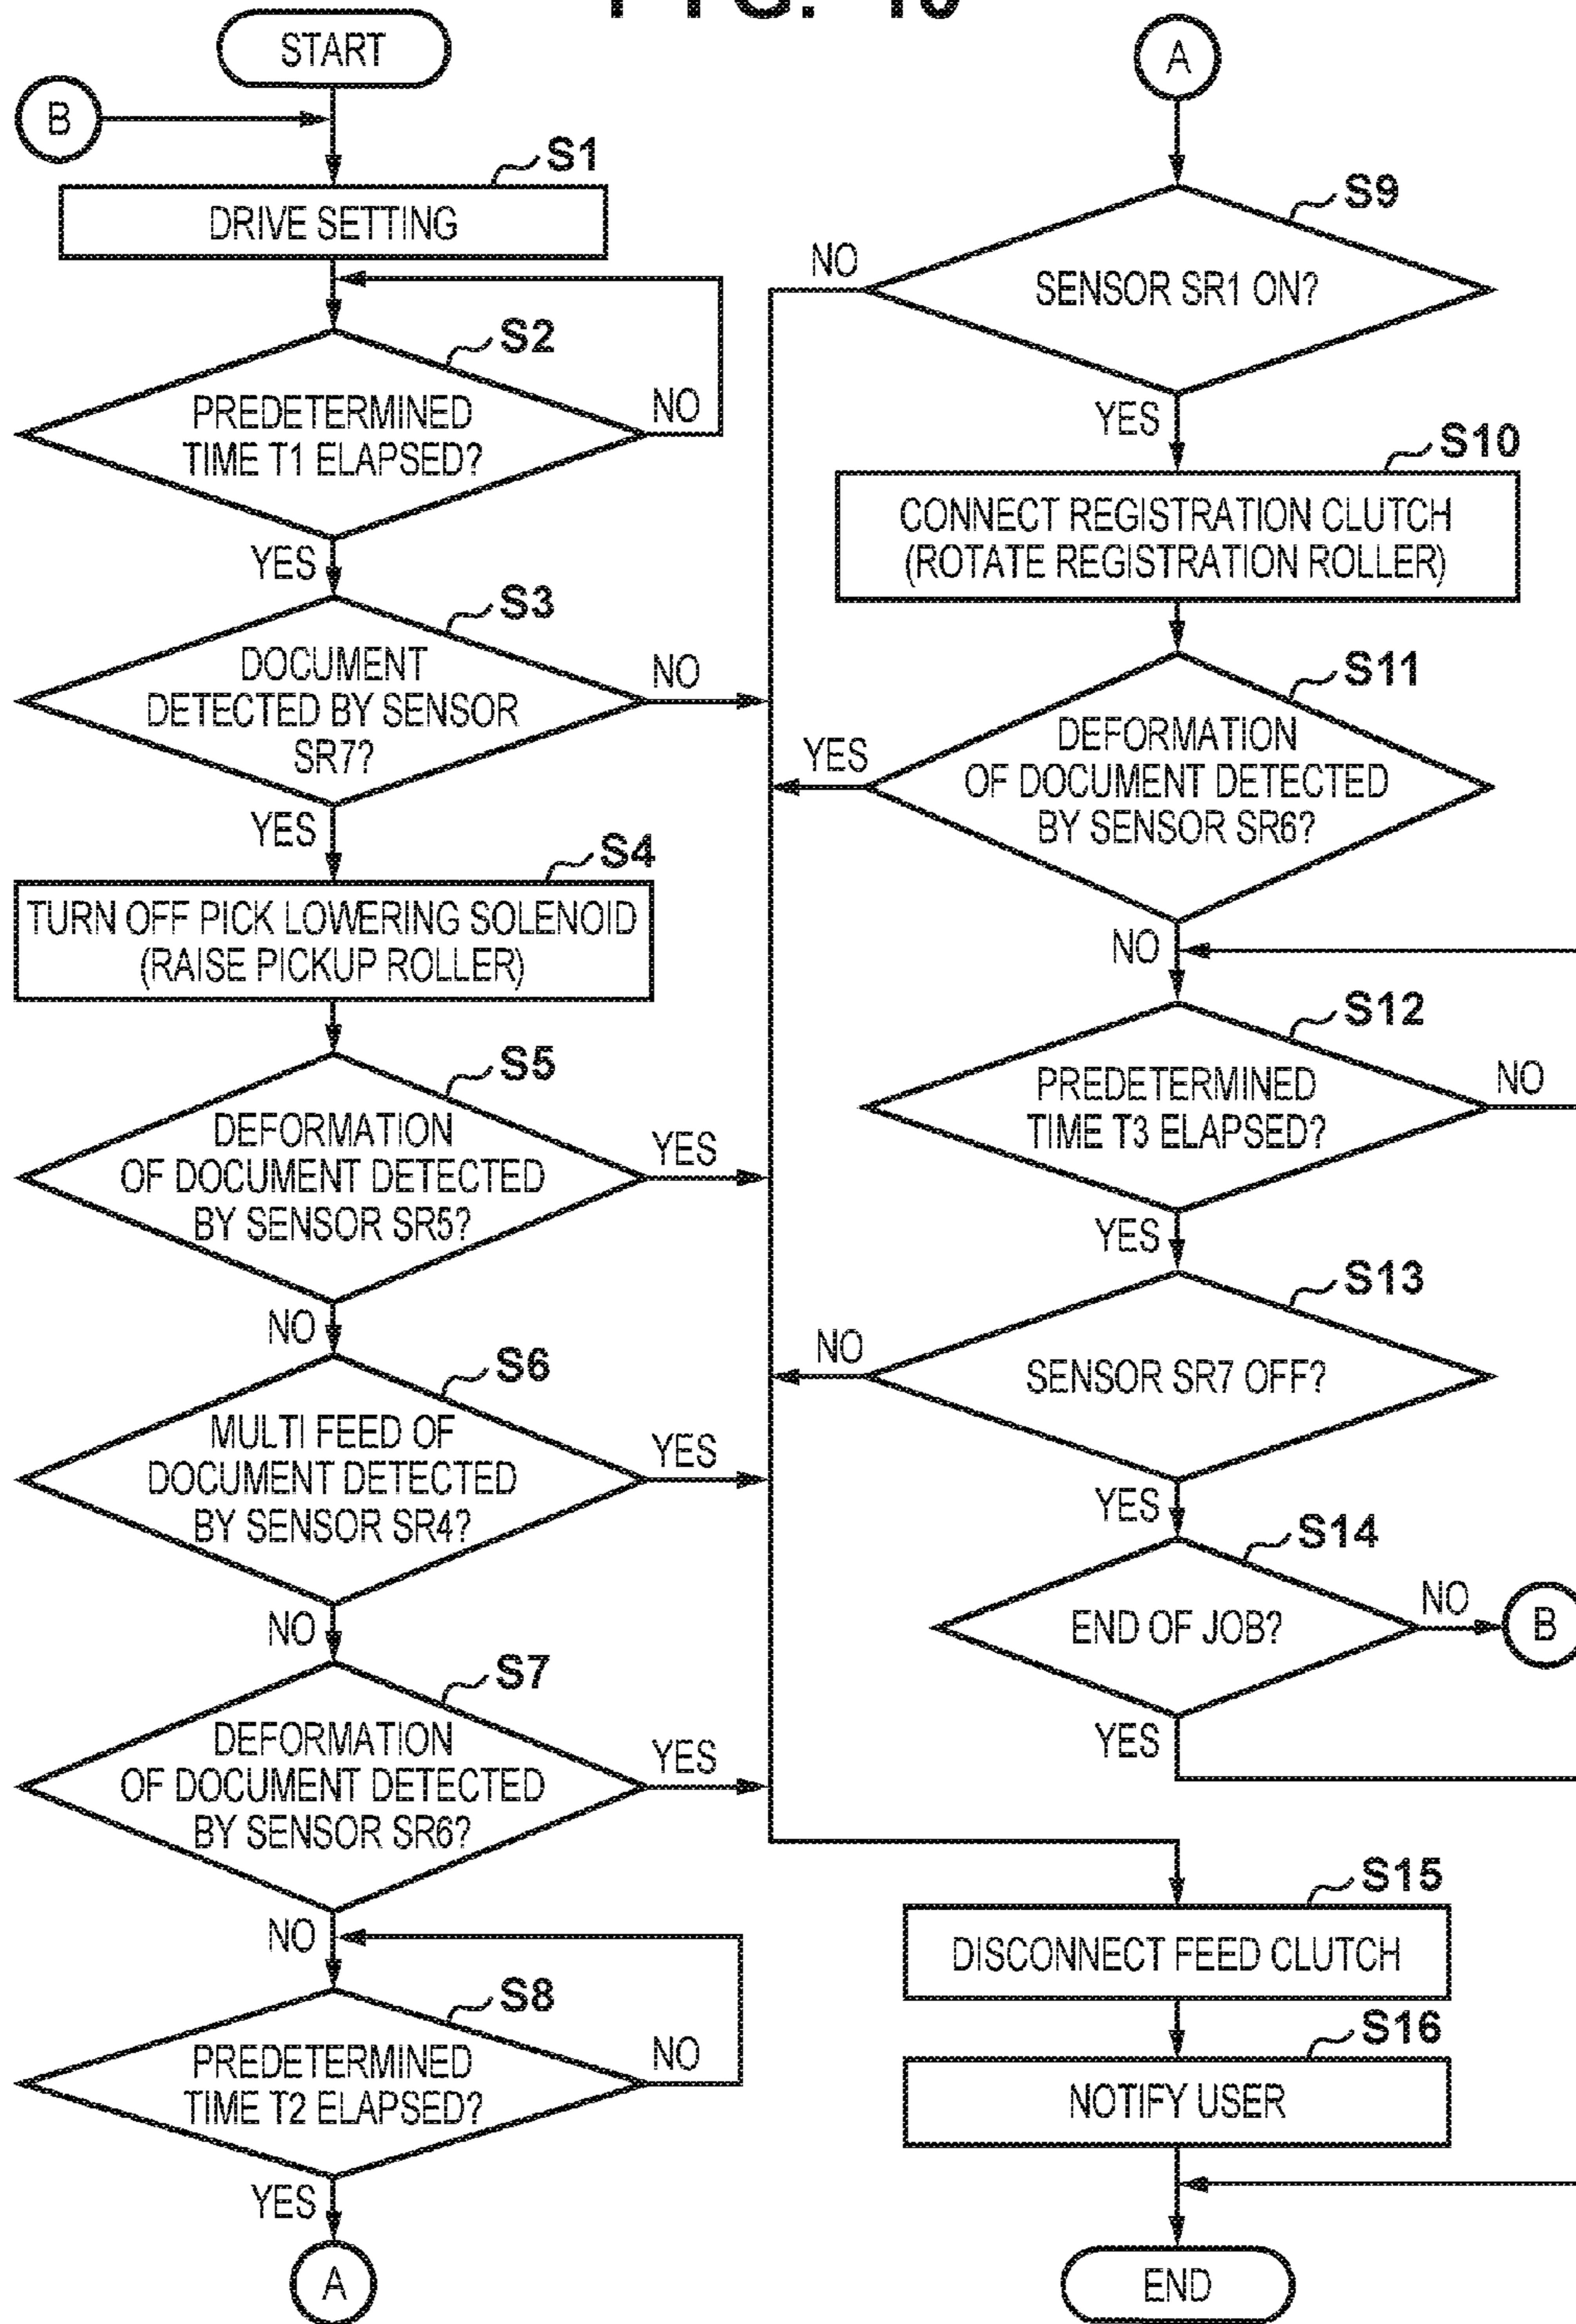 START
B
S1
DRIVE SETTING
S2
PREDETERMINED
TIME T1 ELAPSED?
NO
YES
S3
DOCUMENT
DETECTED BY SENSOR
SR7?
NO
YES
S4
TURN OFF PICK LOWERING SOLENOID
(RAISE PICKUP ROLLER)
S5
DEFORMATION
OF DOCUMENT DETECTED
BY SENSOR SR5?
YES
NO
S6
MULTI FEED OF
DOCUMENT DETECTED
BY SENSOR SR4?
YES
NO
S7
DEFORMATION
OF DOCUMENT DETECTED
BY SENSOR SR6?
YES
NO
S8
PREDETERMINED
TIME T2 ELAPSED?
NO
YES
A
A
S9
SENSOR SR1 ON?
NO
YES
S10
CONNECT REGISTRATION CLUTCH
(ROTATE REGISTRATION ROLLER)
S11
DEFORMATION
OF DOCUMENT DETECTED
BY SENSOR SR6?
YES
NO
S12
PREDETERMINED
TIME T3 ELAPSED?
NO
YES
S13
SENSOR SR7 OFF?
NO
YES
S14
END OF JOB?
NO
B
YES
S15
DISCONNECT FEED CLUTCH
S16
NOTIFY USER
END